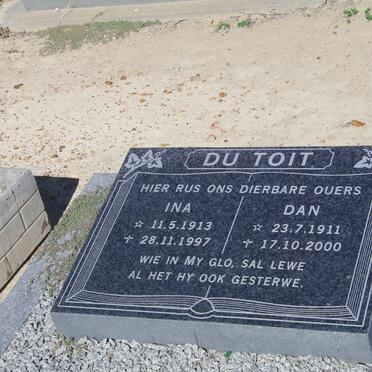 DU TOIT
HIER RUS ONS DIERBARE OUERS
INA
☆ 11.5.1913
✝ 28.11.1997
DAN
☆ 23.7.1911
✝ 17.10.2000
WIE IN MY GLO, SAL LEWE
AL HET HY OOK GESTERWE.